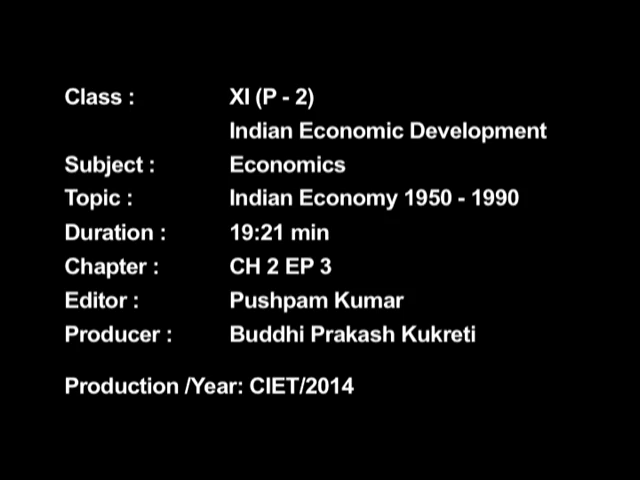 Class : XI (P - 2)
Indian Economic Development
Subject : Economics
Topic : Indian Economy 1950 - 1990
Duration : 19:21 min
Chapter : CH 2 EP 3
Editor : Pushpam Kumar
Producer : Buddhi Prakash Kukreti
Production /Year: CIET/2014